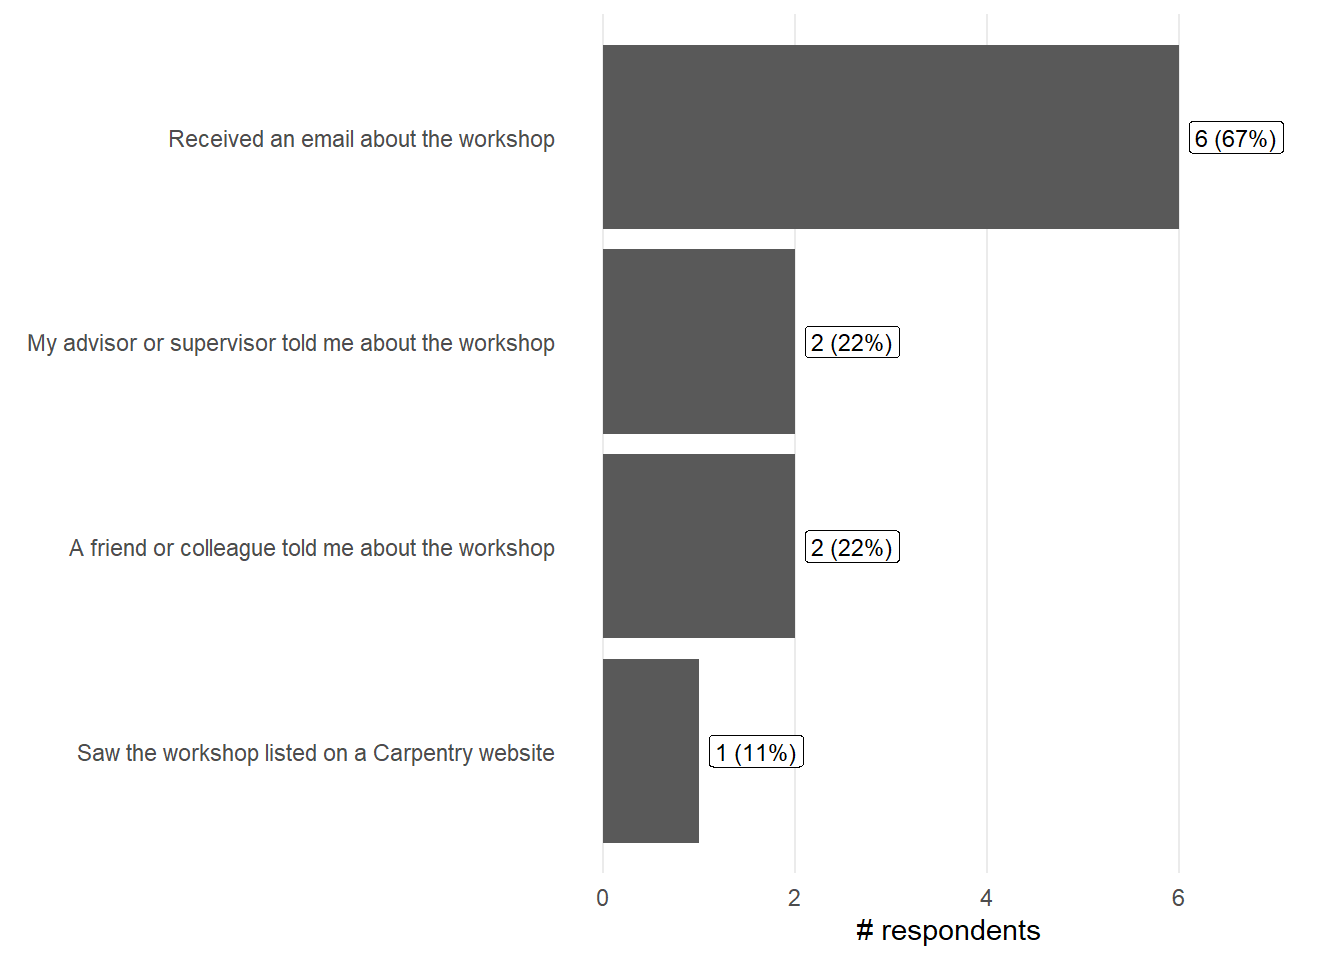 Received an email about the workshop
6 (67%)
My advisor or supervisor told me about the workshop
2 (22%)
A friend or colleague told me about the workshop
2 (22%)
Saw the workshop listed on a Carpentry website
1 (11%)
0 2 4 6
# respondents